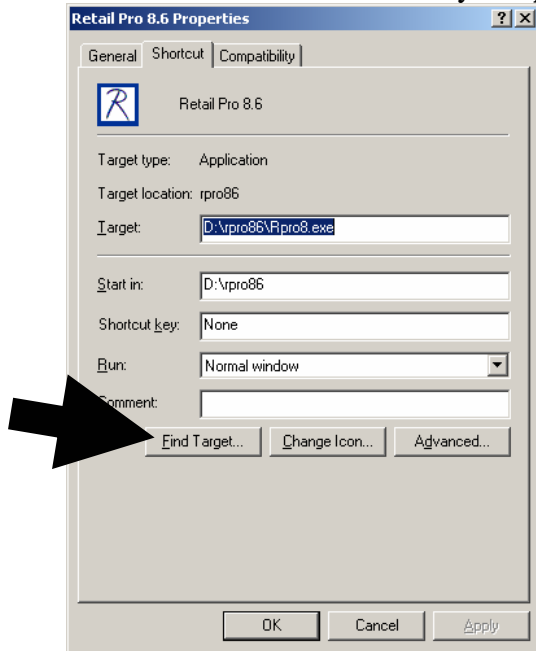 Retail Pro 8.6 Properties ? X
General Shortcut Compatibility
R Retail Pro 8.6
Target type: Application
Target location: rpro86
Target: D:\rpro86\Rpro8.exe
Start in: D:\rpro86
Shortcut key: None
Run: Normal window
Comment:
Find Target... Change Icon... Advanced...
OK Cancel Apply